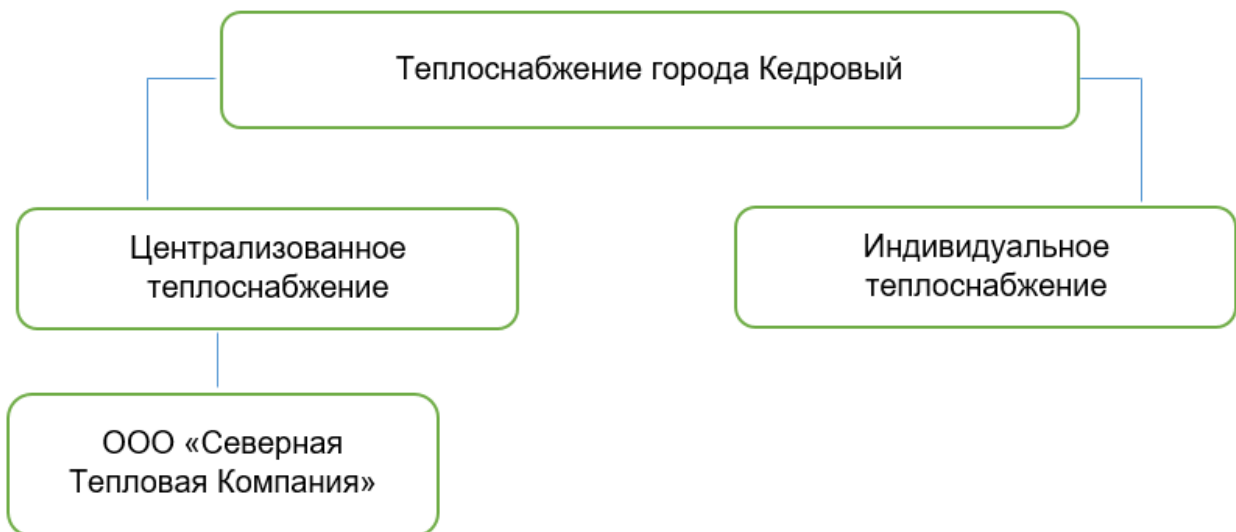 Теплоснабжение города Кедровый
Централизованное
теплоснабжение
Индивидуальное
теплоснабжение
ООО «Северная
Тепловая Компания»